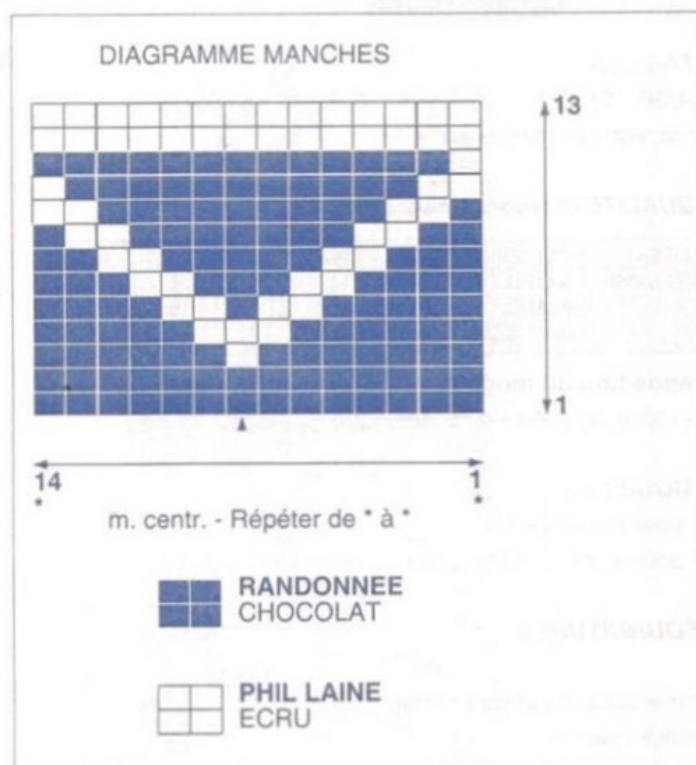 DIAGRAMME MANCHES
13
1
14 1
* *
m. centr. - Répéter de * à *
RANDONNEE
CHOCOLAT
PHIL LAINE
ECRU